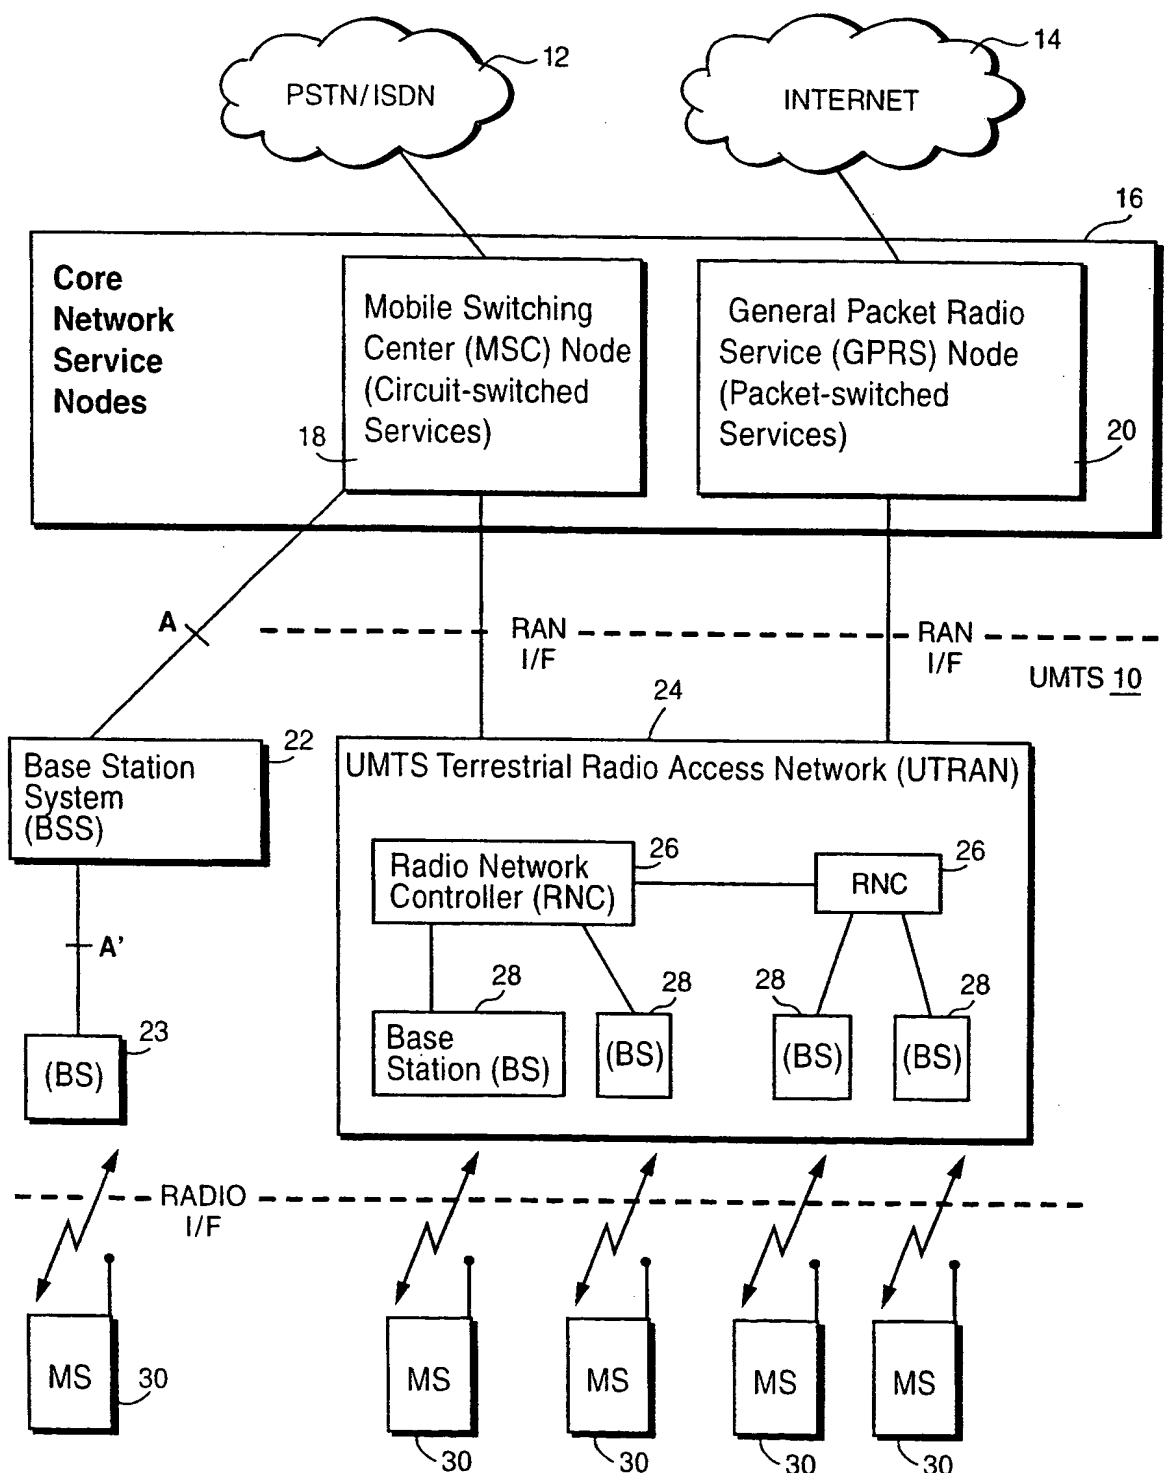 12
14
PSTN/ISDN
INTERNET
16
Core
Network
Service
Nodes
Mobile Switching
Center (MSC) Node
(Circuit-switched
Services)
General Packet Radio
Service (GPRS) Node
(Packet-switched
Services)
18
20
A
RAN
I/F
RAN
I/F
UMTS 10
24
22
Base Station
System
(BSS)
UMTS Terrestrial Radio Access Network (UTRAN)
26
Radio Network
Controller (RNC)
26
RNC
A'
28
28
28
28
23
(BS)
Base
Station (BS)
(BS)
(BS)
(BS)
RADIO
I/F
MS
30
MS
30
MS
30
MS
30
MS
30